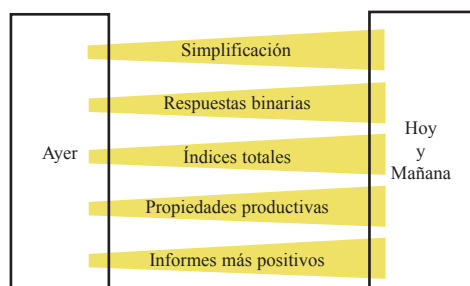 Simplificación
Respuestas binarias
Ayer
Índices totales
Hoy
y
Mañana
Propiedades productivas
Informes más positivos